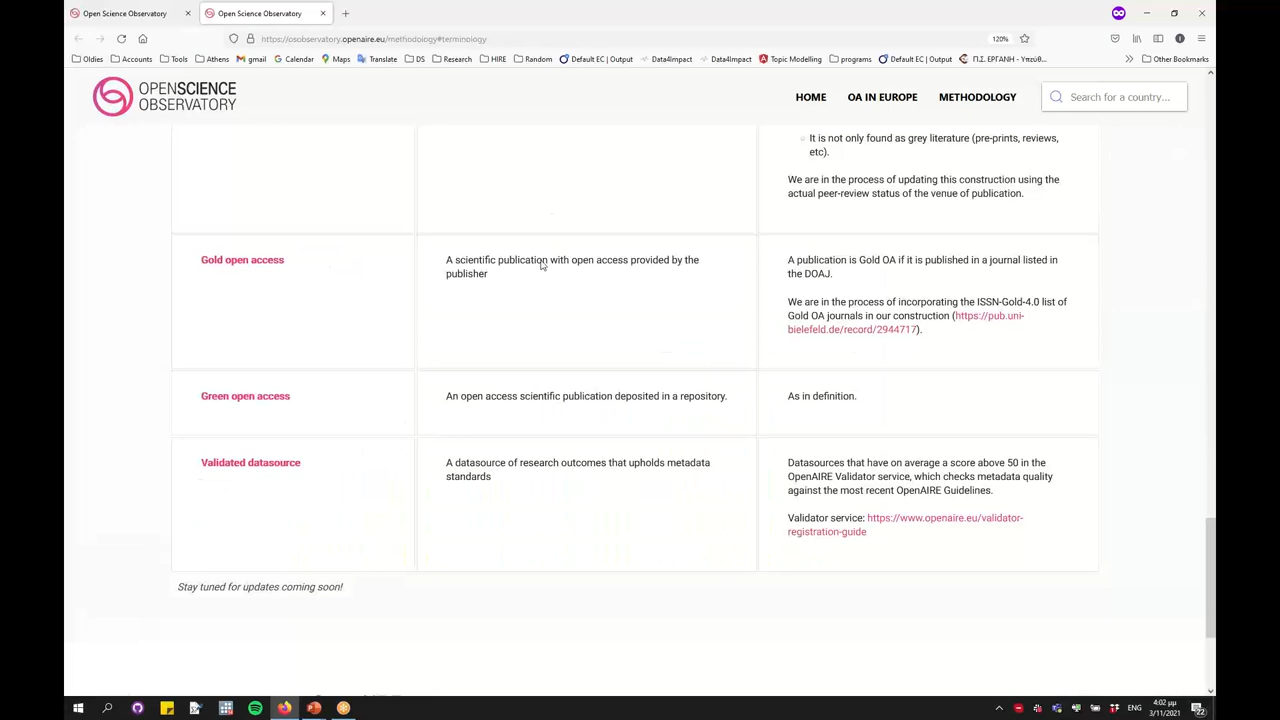 Open Science Observatory
Open Science Observatory
https://osobservatory.openaire.eu/methodology#terminology
120%
Oldies
Accounts
Tools
Athens
gmail
Calendar
Maps
Translate
DS
Research
HIRE
Random
Default EC | Output
Data4Impact
Data4Impact
Topic Modelling
programs
Default EC | Output
Π.Σ. ΕΡΓΑΝΗ - Υπεύθ...
Other Bookmarks
OPENSCIENCE
OBSERVATORY
HOME
OA IN EUROPE
METHODOLOGY
Search for a country...
It is not only found as grey literature (pre-prints, reviews,
etc).
We are in the process of updating this construction using the
actual peer-review status of the venue of publication.
Gold open access
A scientific publication with open access provided by the
publisher
A publication is Gold OA if it is published in a journal listed in
the DOAJ.
We are in the process of incorporating the ISSN-Gold-4.0 list of
Gold OA journals in our construction (https://pub.uni-
bielefeld.de/record/2944717).
Green open access
An open access scientific publication deposited in a repository.
As in definition.
Validated datasource
A datasource of research outcomes that upholds metadata
standards
Datasources that have on average a score above 50 in the
OpenAIRE Validator service, which checks metadata quality
against the most recent OpenAIRE Guidelines.
Validator service: https://www.openaire.eu/validator-
registration-guide
Stay tuned for updates coming soon!
4:02 μμ
3/11/2021
22